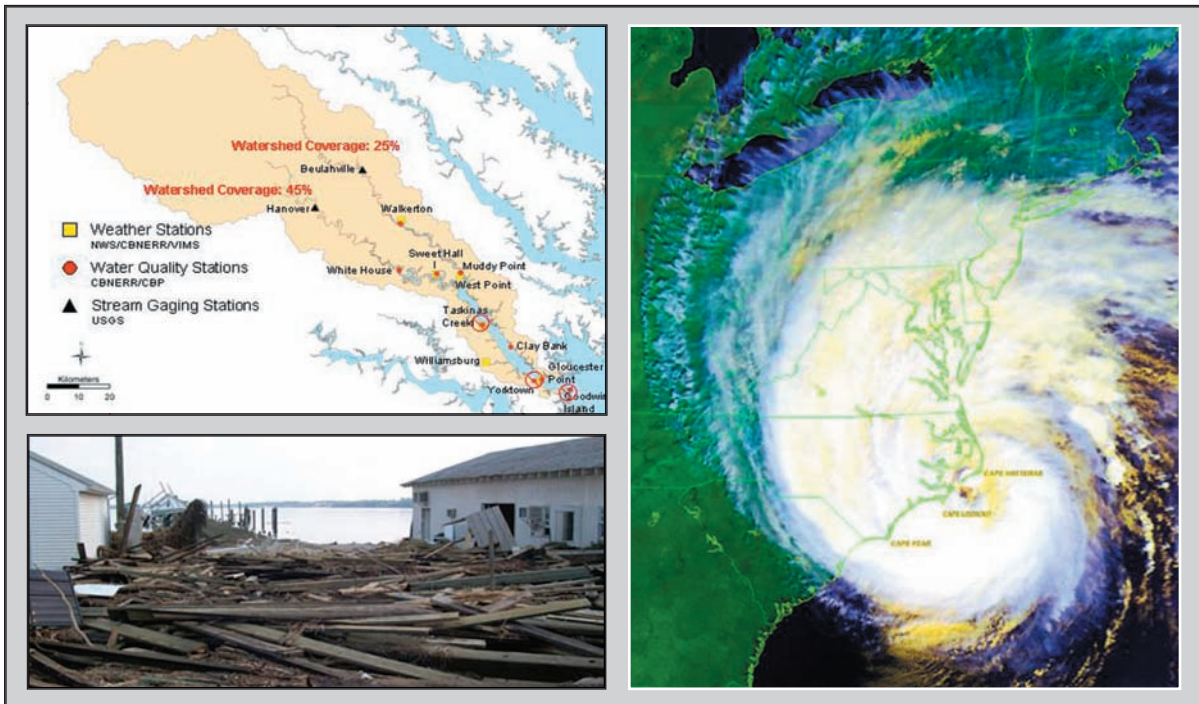 Watershed Coverage: 25%
Beulahville
Watershed Coverage: 45%
Hanover
Walkerton
Weather Stations
NWS/CBNERR/VIMS
Sweet Hall
Water Quality Stations
CBNERR/CBP
White House
Muddy Point
West Point
Stream Gaging Stations
USGS
Taskinas
Creek
Clay Bank
Williamsburg
Gloucester
Point
Yorktown
Goodwin
Island
Kilometers
0 10 20
CAPE HATTERAS
CAPE LOOKOUT
CAPE FEAR